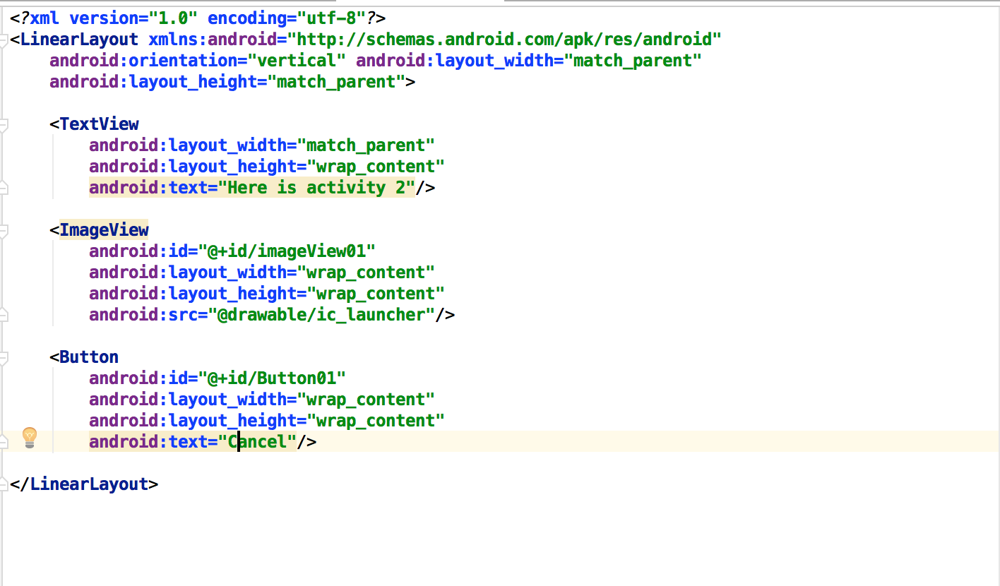 <?xml version="1.0" encoding="utf-8"?>
<LinearLayout xmlns:android="http://schemas.android.com/apk/res/android"
    android:orientation="vertical" android:layout_width="match_parent"
    android:layout_height="match_parent">

    <TextView
        android:layout_width="match_parent"
        android:layout_height="wrap_content"
        android:text="Here is activity 2"/>

    <ImageView
        android:id="@+id/imageView01"
        android:layout_width="wrap_content"
        android:layout_height="wrap_content"
        android:src="@drawable/ic_launcher"/>

    <Button
        android:id="@+id/Button01"
        android:layout_width="wrap_content"
        android:layout_height="wrap_content"
        android:text="Cancel"/>

</LinearLayout>